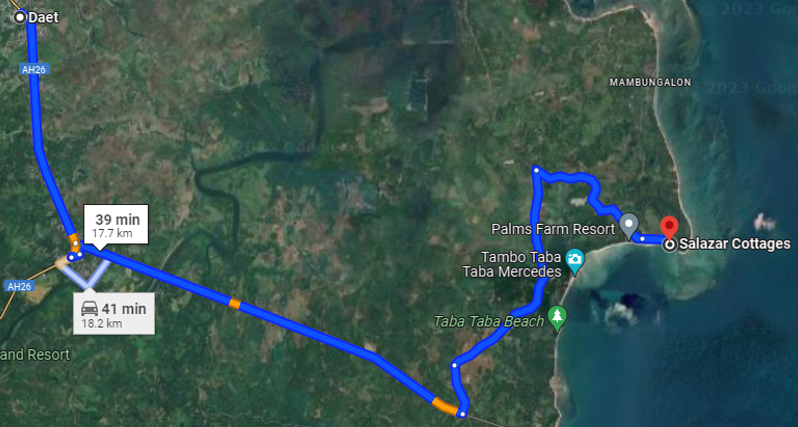 Daet
AH26
MAMBUNGALON
39 min
17.7 km
Palms Farm Resort
Salazar Cottages
Tambo Taba
Taba Mercedes
AH26
41 min
18.2 km
Taba Taba Beach
and Resort